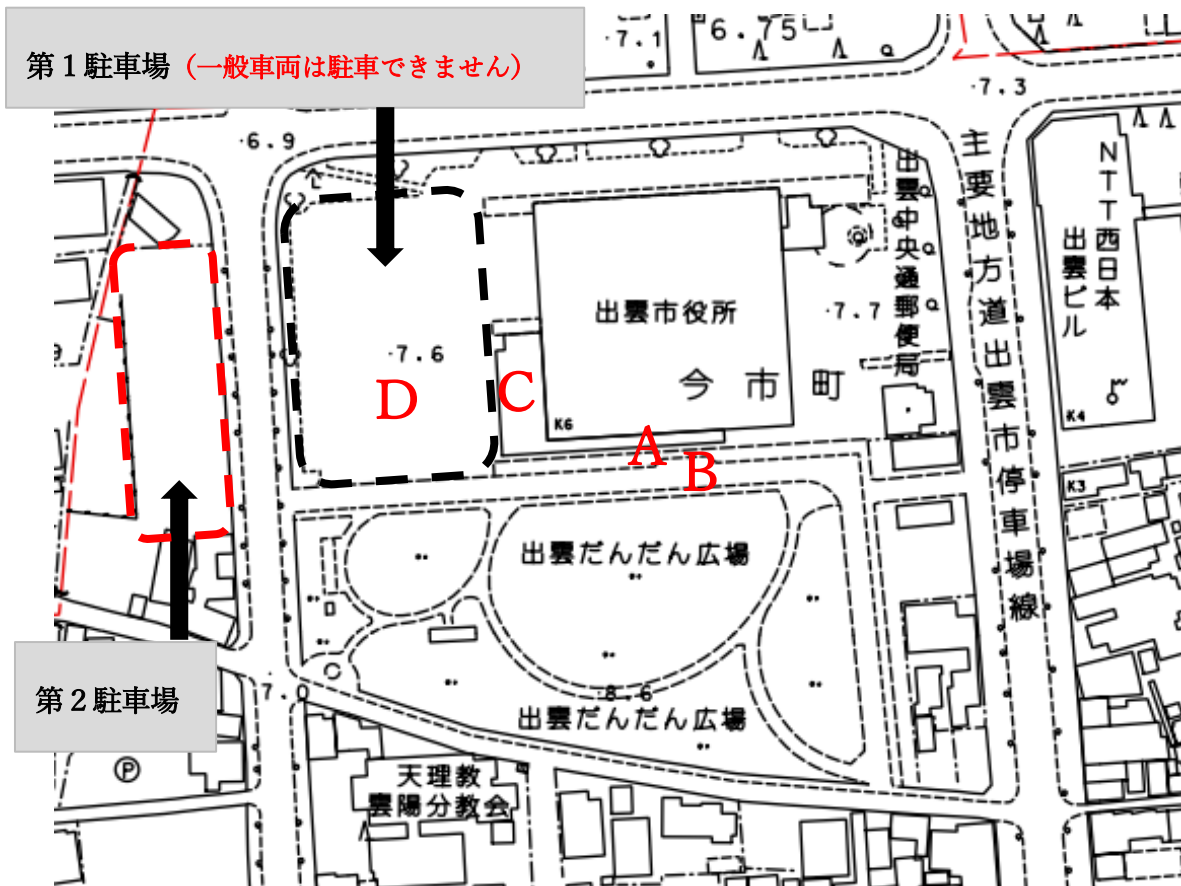 第１駐車場（一般車両は駐車できません）
·7.1
6.75
·7.3
·6.9
主要地方道出雲市停車場線
出雲中央通郵便局
NTT西日本
出雲ビル
出雲市役所
·7.7
·7.6
今市町
D
C
K6
K4
A
B
K3
出雲だんだん広場
第２駐車場
·7.0
·8.6
出雲だんだん広場
P
天理教
雲陽分教会